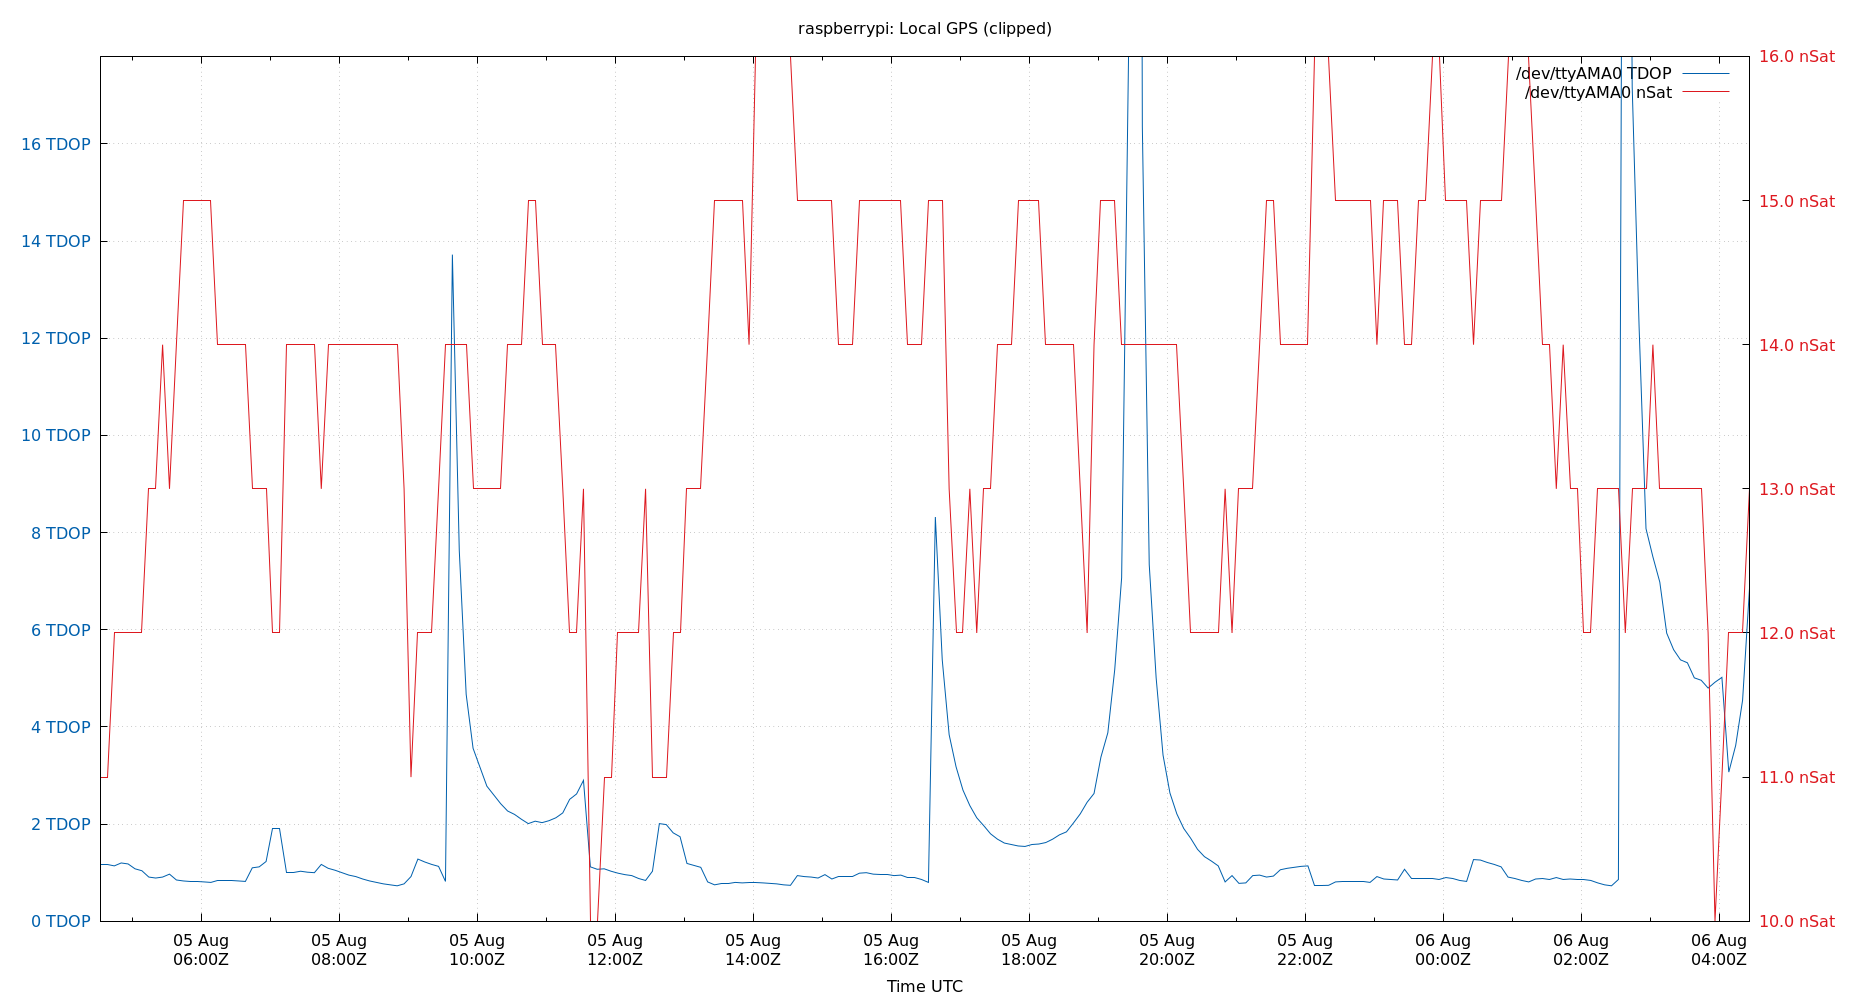 raspberrypi: Local GPS (clipped)
/dev/ttyAMA0 TDOP
/dev/ttyAMA0 nSat
16 TDOP
14 TDOP
12 TDOP
10 TDOP
8 TDOP
6 TDOP
4 TDOP
2 TDOP
0 TDOP
16.0 nSat
15.0 nSat
14.0 nSat
13.0 nSat
12.0 nSat
11.0 nSat
10.0 nSat
05 Aug 05 Aug 05 Aug 05 Aug 05 Aug 05 Aug 05 Aug 05 Aug 05 Aug 06 Aug 06 Aug 06 Aug
06:00Z 08:00Z 10:00Z 12:00Z 14:00Z 16:00Z 18:00Z 20:00Z 22:00Z 00:00Z 02:00Z 04:00Z
Time UTC